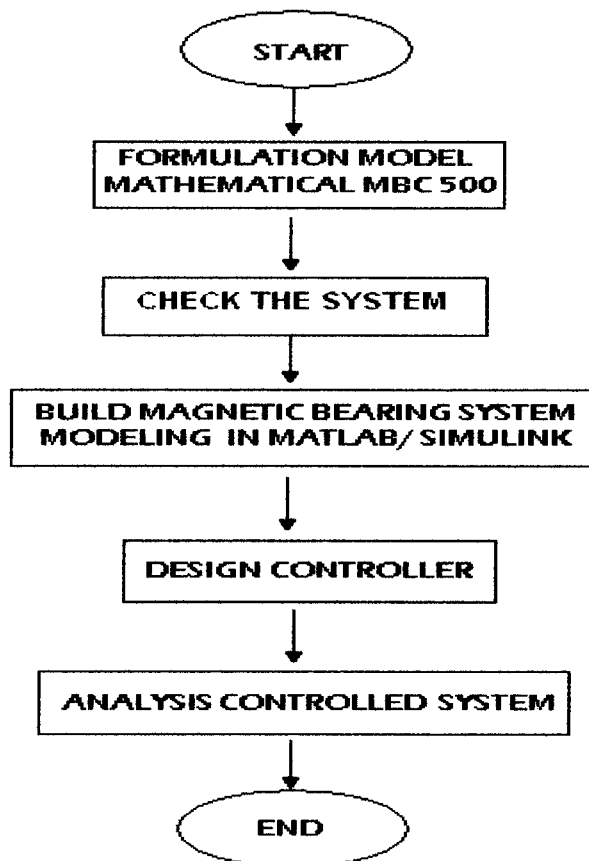 START
FORMULATION MODEL
MATHEMATICAL MBC 500
CHECK THE SYSTEM
BUILD MAGNETIC BEARING SYSTEM
MODELING IN MATLAB/ SIMULINK
DESIGN CONTROLLER
ANALYSIS CONTROLLED SYSTEM
END